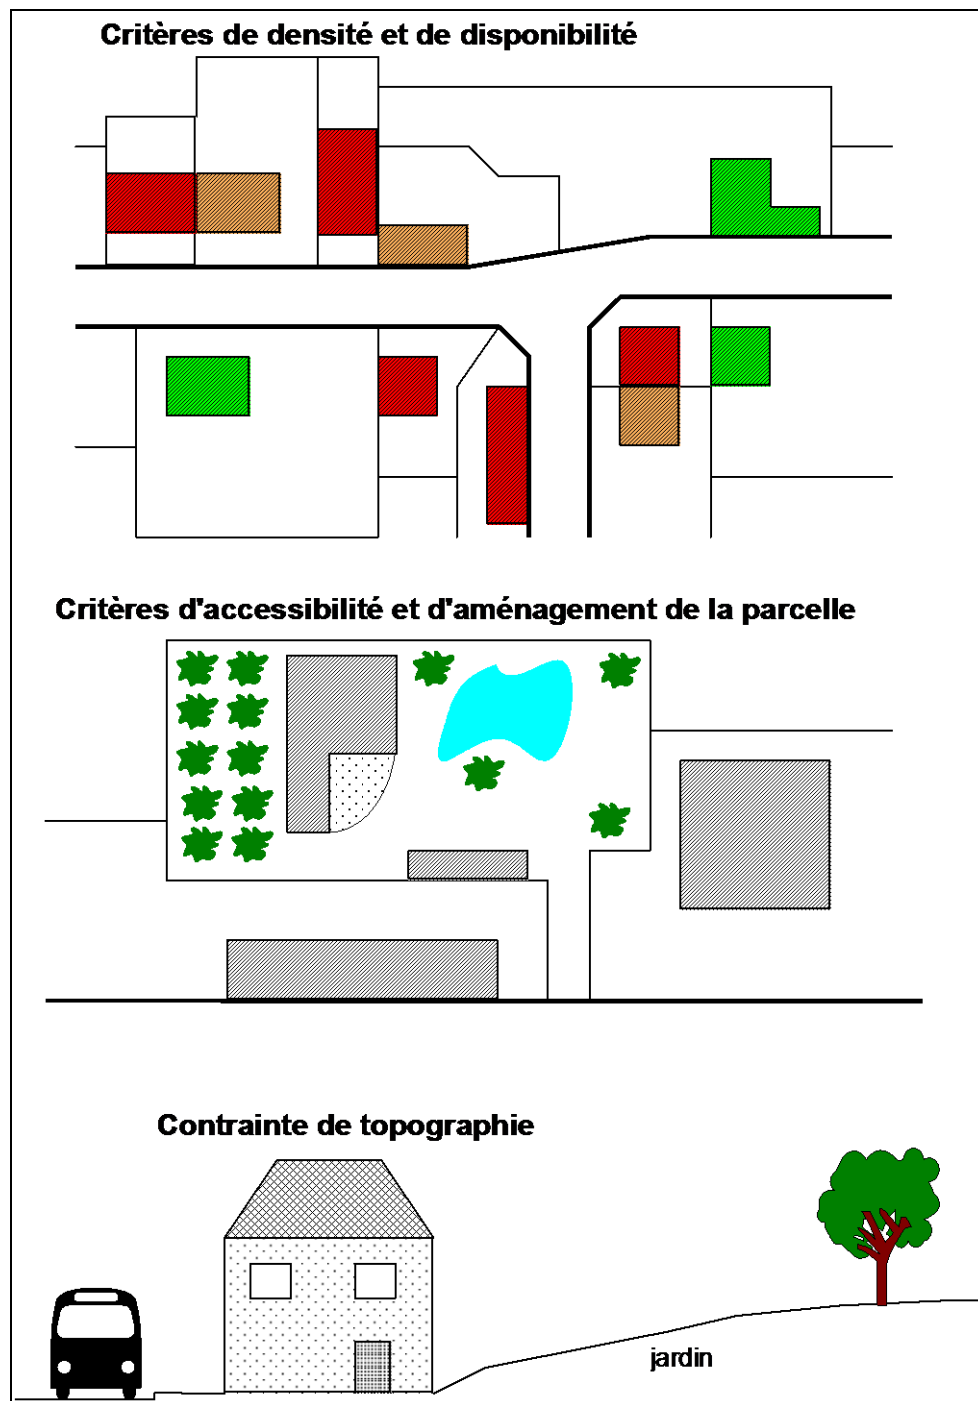 Critères de densité et de disponibilité
Critères d'accessibilité et d'aménagement de la parcelle
Contrainte de topographie
jardin